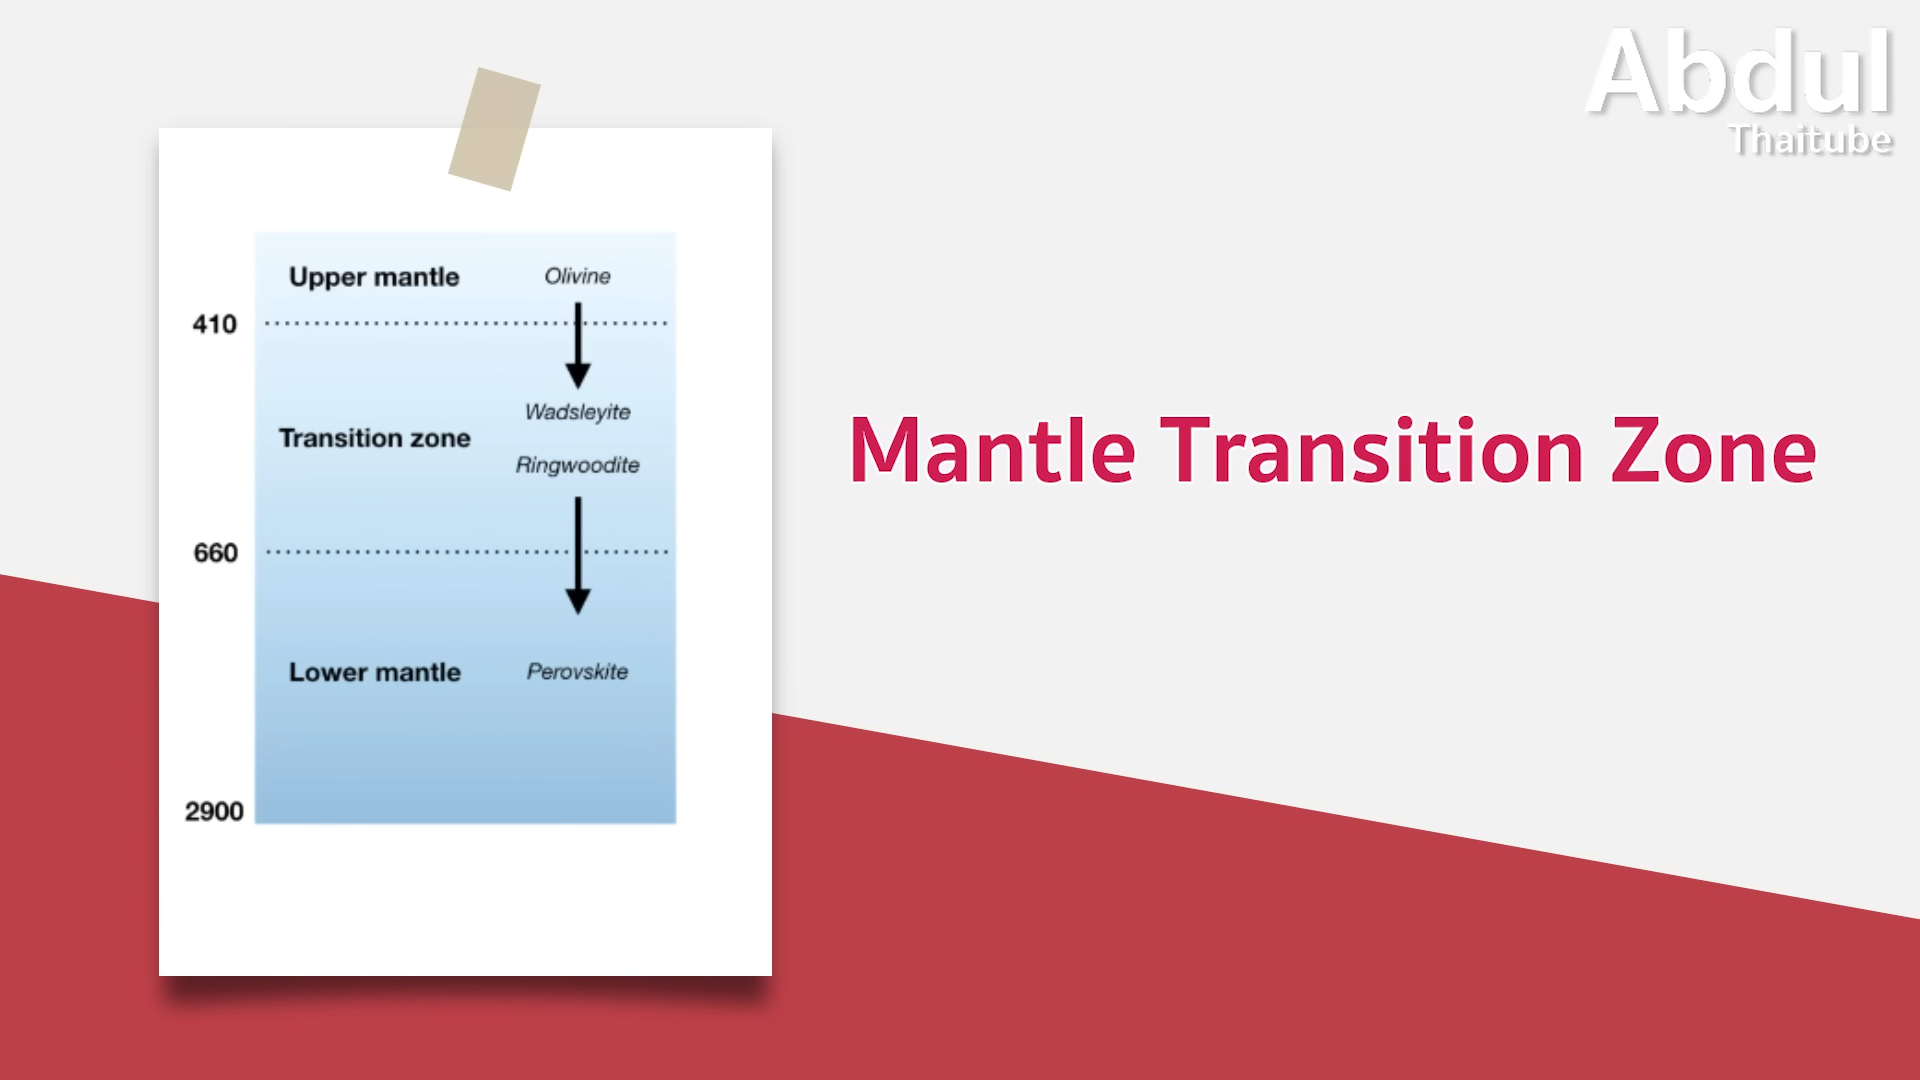 Abdul
Thaitube
Upper mantle
Olivine
410
Wadsleyite
Transition zone
Ringwoodite
660
Lower mantle
Perovskite
2900
Mantle Transition Zone